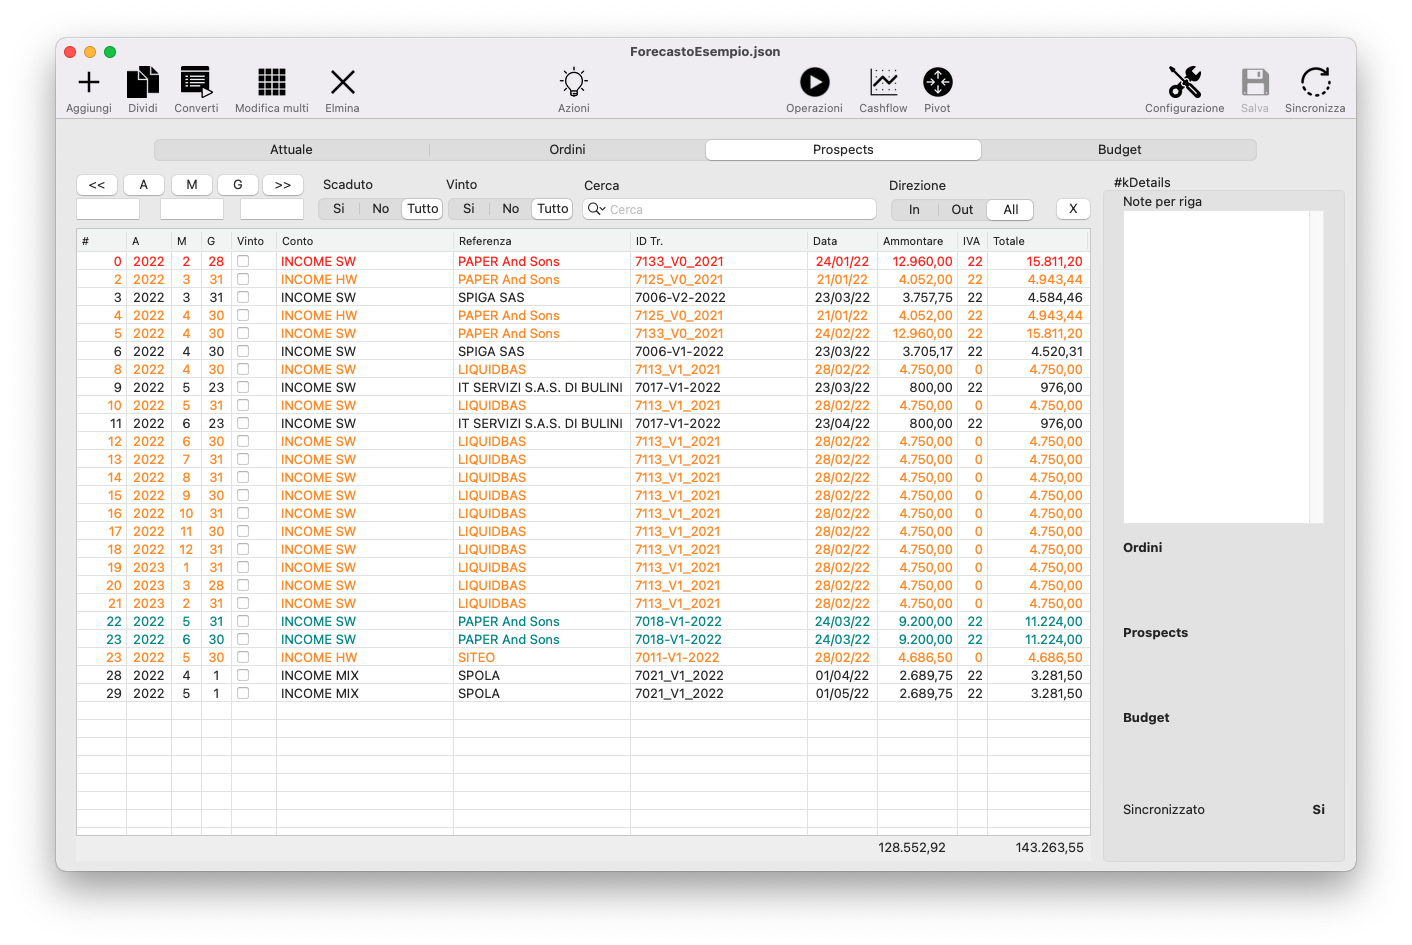 ForecastoEsempio.json
Aggiungi Dividi Converti Modifica multi Elmina Azioni Operazioni Cashflow Pivot Configurazione Salva Sincronizza
Attuale Ordini Prospects Budget
<< A M G >> Scaduto Vinto Cerca Direzione #kDetails
Si No Tutto Si No Tutto Cerca In Out All X Note per riga
# A M G Vinto Conto Referenza ID Tr. Data Ammontare IVA Totale
0 2022 2 28 INCOME SW PAPER And Sons 7133_V0_2021 24/01/22 12.960,00 22 15.811,20
2 2022 3 31 INCOME HW PAPER And Sons 7125_V0_2021 21/01/22 4.052,00 22 4.943,44
3 2022 3 31 INCOME SW SPIGA SAS 7006-V2-2022 23/03/22 3.757,75 22 4.584,46
4 2022 4 30 INCOME HW PAPER And Sons 7125_V0_2021 21/01/22 4.052,00 22 4.943,44
5 2022 4 30 INCOME SW PAPER And Sons 7133_V0_2021 24/02/22 12.960,00 22 15.811,20
6 2022 4 30 INCOME SW SPIGA SAS 7006-V1-2022 23/03/22 3.705,17 22 4.520,31
8 2022 4 30 INCOME SW LIQUIDBAS 7113_V1_2021 28/02/22 4.750,00 0 4.750,00
9 2022 5 23 INCOME SW IT SERVIZI S.A.S. DI BULINI 7017-V1-2022 23/03/22 800,00 22 976,00
10 2022 5 31 INCOME SW LIQUIDBAS 7113_V1_2021 28/02/22 4.750,00 0 4.750,00
11 2022 6 23 INCOME SW IT SERVIZI S.A.S. DI BULINI 7017-V1-2022 23/04/22 800,00 22 976,00
12 2022 6 30 INCOME SW LIQUIDBAS 7113_V1_2021 28/02/22 4.750,00 0 4.750,00
13 2022 7 31 INCOME SW LIQUIDBAS 7113_V1_2021 28/02/22 4.750,00 0 4.750,00
14 2022 8 31 INCOME SW LIQUIDBAS 7113_V1_2021 28/02/22 4.750,00 0 4.750,00
15 2022 9 30 INCOME SW LIQUIDBAS 7113_V1_2021 28/02/22 4.750,00 0 4.750,00
16 2022 10 31 INCOME SW LIQUIDBAS 7113_V1_2021 28/02/22 4.750,00 0 4.750,00
17 2022 11 30 INCOME SW LIQUIDBAS 7113_V1_2021 28/02/22 4.750,00 0 4.750,00
18 2022 12 31 INCOME SW LIQUIDBAS 7113_V1_2021 28/02/22 4.750,00 0 4.750,00
19 2023 1 31 INCOME SW LIQUIDBAS 7113_V1_2021 28/02/22 4.750,00 0 4.750,00
20 2023 3 28 INCOME SW LIQUIDBAS 7113_V1_2021 28/02/22 4.750,00 0 4.750,00
21 2023 2 31 INCOME SW LIQUIDBAS 7113_V1_2021 28/02/22 4.750,00 0 4.750,00
22 2022 5 31 INCOME SW PAPER And Sons 7018-V1-2022 24/03/22 9.200,00 22 11.224,00
23 2022 6 30 INCOME SW PAPER And Sons 7018-V1-2022 24/03/22 9.200,00 22 11.224,00
23 2022 5 30 INCOME HW SITEO 7011-V1-2022 28/02/22 4.686,50 0 4.686,50
28 2022 4 1 INCOME MIX SPOLA 7021_V1_2022 01/04/22 2.689,75 22 3.281,50
29 2022 5 1 INCOME MIX SPOLA 7021_V1_2022 01/05/22 2.689,75 22 3.281,50
128.552,92 143.263,55
Ordini
Prospects
Budget
Sincronizzato Si